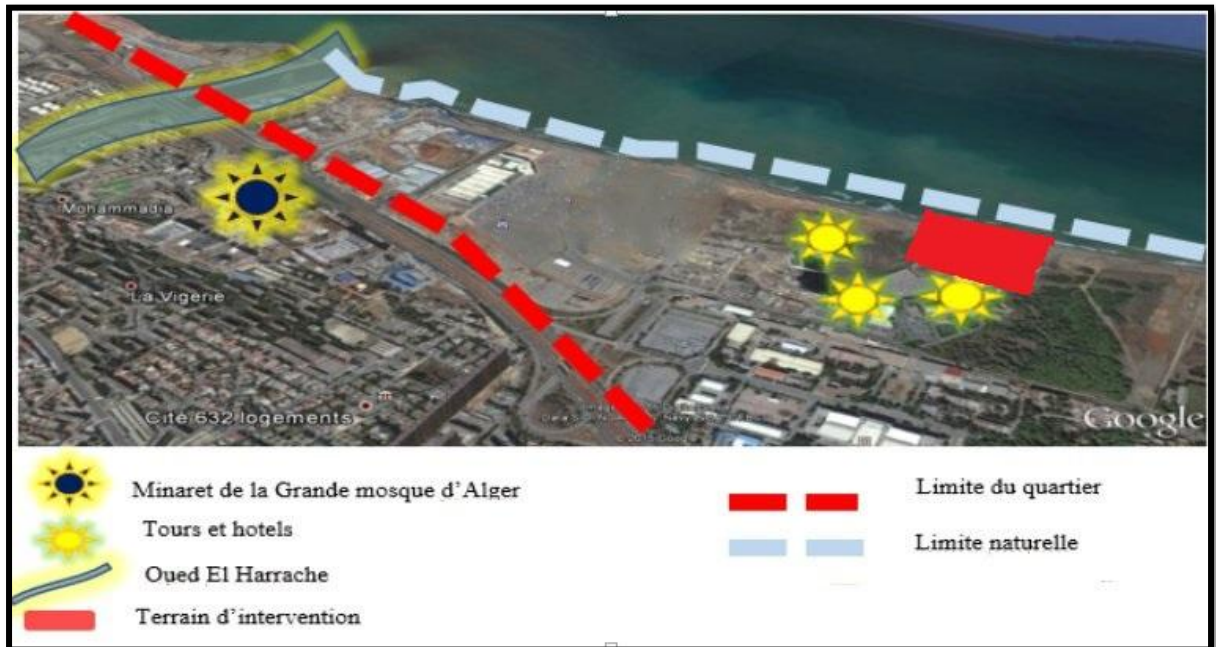 Mohammadia
La Vigerie
Cité 632 logements
Google
Minaret de la Grande mosque d'Alger
Tours et hotels
Oued El Harrache
Terrain d'intervention
Limite du quartier
Limite naturelle